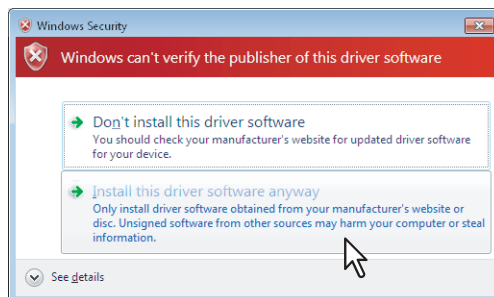 Windows Security
Windows can't verify the publisher of this driver software
Don't install this driver software
You should check your manufacturer's website for updated driver software
for your device.
Install this driver software anyway
Only install driver software obtained from your manufacturer's website or
disc. Unsigned software from other sources may harm your computer or steal
information.
See details